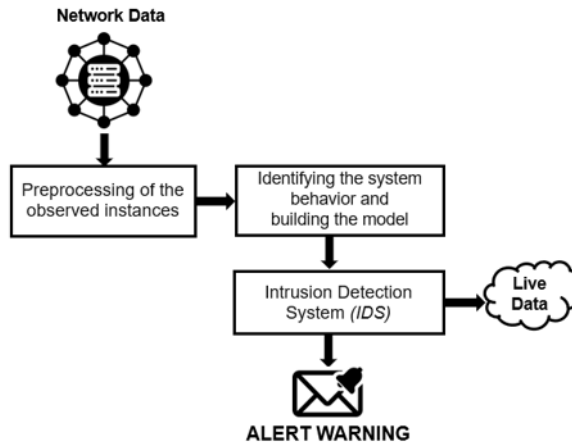 Network Data
Preprocessing of the
observed instances
Identifying the system
behavior and
building the model
Intrusion Detection
System (IDS)
Live
Data
ALERT WARNING